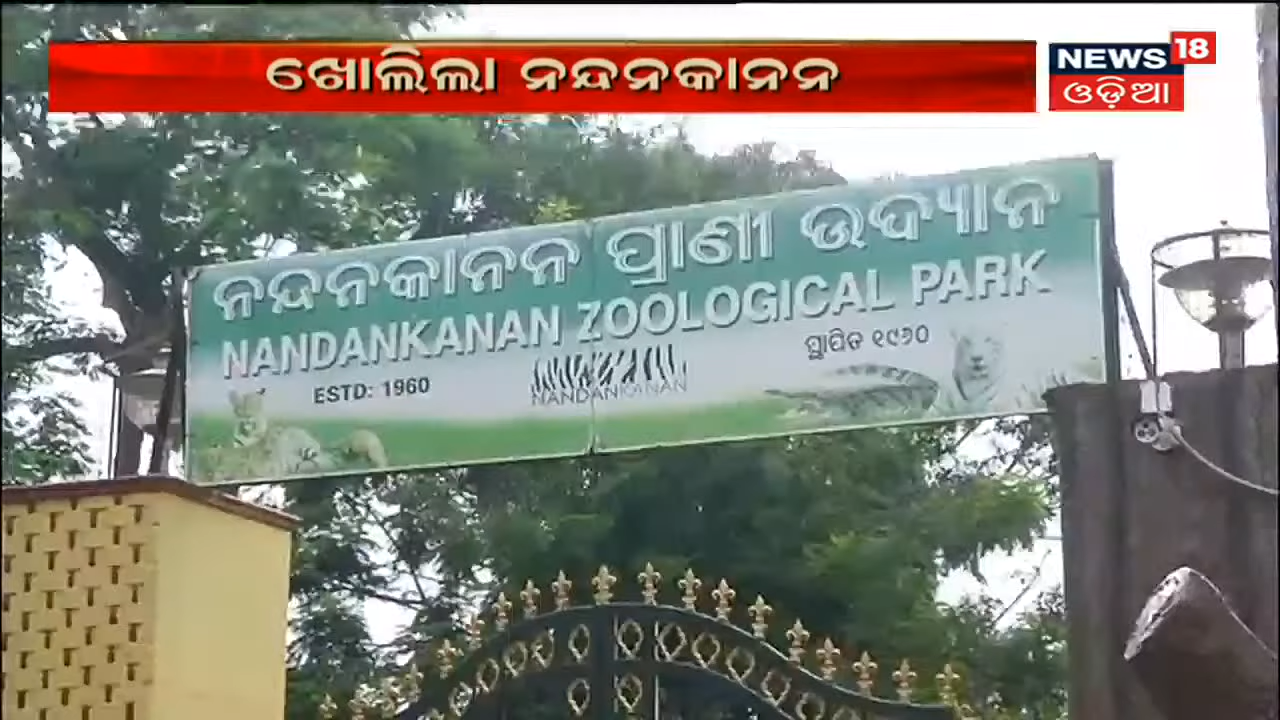 ଖୋଲିଲା ନନ୍ଦନକାନନ
NEWS 18
ଓଡ଼ିଆ
ନନ୍ଦନକାନନ ପ୍ରାଣୀ ଉଦ୍ୟାନ
NANDANKANAN ZOOLOGICAL PARK
ESTD: 1960
NANDANKANAN
ସ୍ଥାପିତ ୧୯୬୦